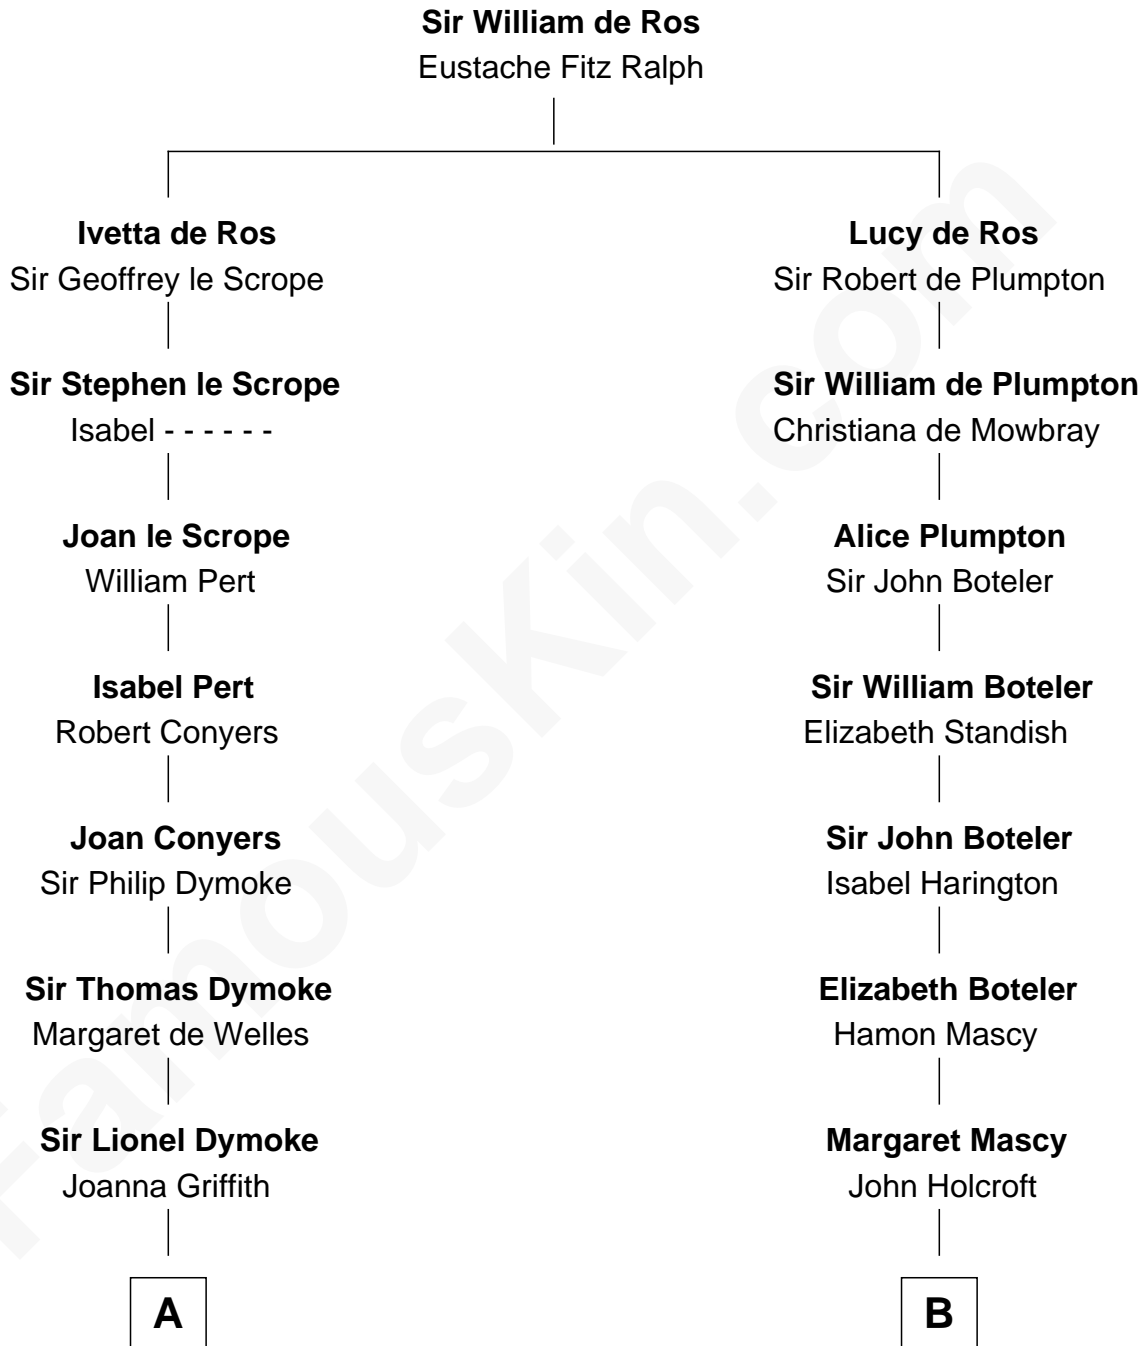 Sir William de Ros
Eustache Fitz Ralph
Ivetta de Ros
Sir Geoffrey le Scrope
Lucy de Ros
Sir Robert de Plumpton
Sir Stephen le Scrope
Isabel - - - - - -
Sir William de Plumpton
Christiana de Mowbray
Joan le Scrope
William Pert
Alice Plumpton
Sir John Boteler
Isabel Pert
Robert Conyers
Sir William Boteler
Elizabeth Standish
Joan Conyers
Sir Philip Dymoke
Sir John Boteler
Isabel Harington
Sir Thomas Dymoke
Margaret de Welles
Elizabeth Boteler
Hamon Mascy
Sir Lionel Dymoke
Joanna Griffith
Margaret Mascy
John Holcroft
A
B
FamousKin.com